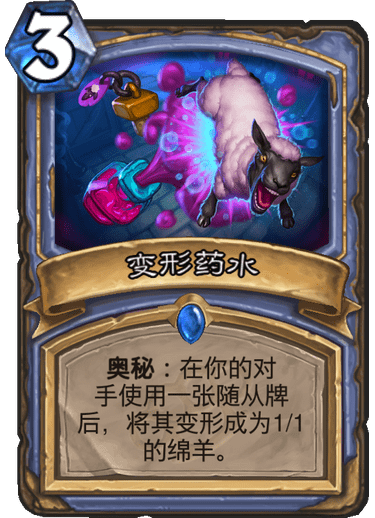 3
变形药水
奥秘：在你的对
手使用一张随从牌
后，将其变形成为1/1
的绵羊。